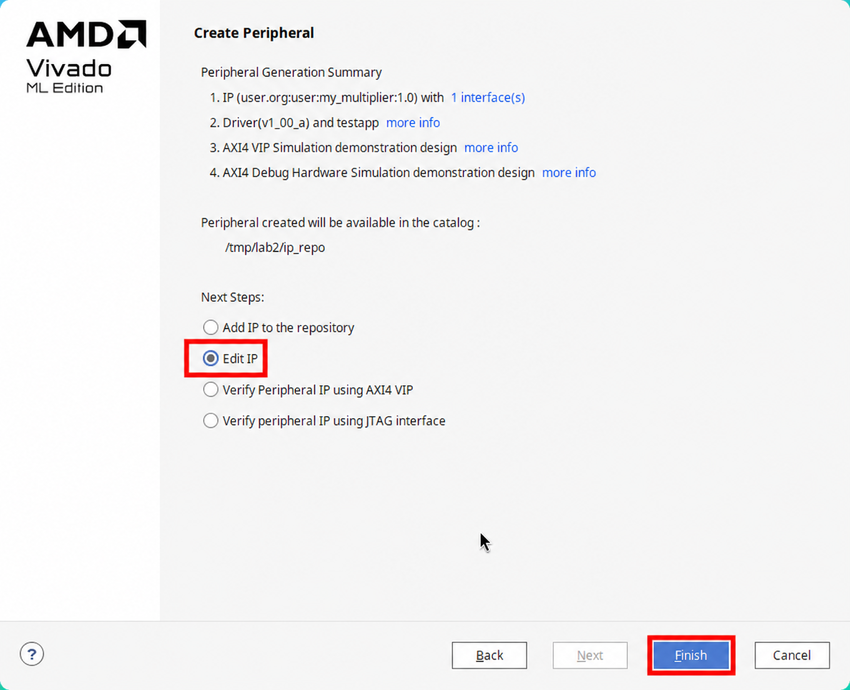 AMD
Vivado
ML Edition
Create Peripheral
Peripheral Generation Summary
1. IP (user.org:user:my_multiplier:1.0) with 1 interface(s)
2. Driver(v1_00_a) and testapp more info
3. AXI4 VIP Simulation demonstration design more info
4. AXI4 Debug Hardware Simulation demonstration design more info
Peripheral created will be available in the catalog :
/tmp/lab2/ip_repo
Next Steps:
Add IP to the repository
Edit IP
Verify Peripheral IP using AXI4 VIP
Verify peripheral IP using JTAG interface
? Back Next Finish Cancel